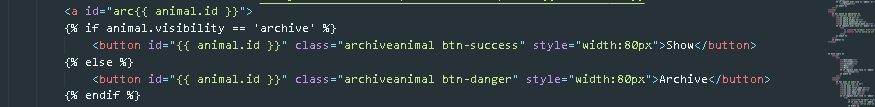 <a id="arc{{ animal.id }}">
{% if animal.visibility == 'archive' %}
<button id="{{ animal.id }}" class="archiveanimal btn-success" style="width:80px">Show</button>
{% else %}
<button id="{{ animal.id }}" class="archiveanimal btn-danger" style="width:80px">Archive</button>
{% endif %}